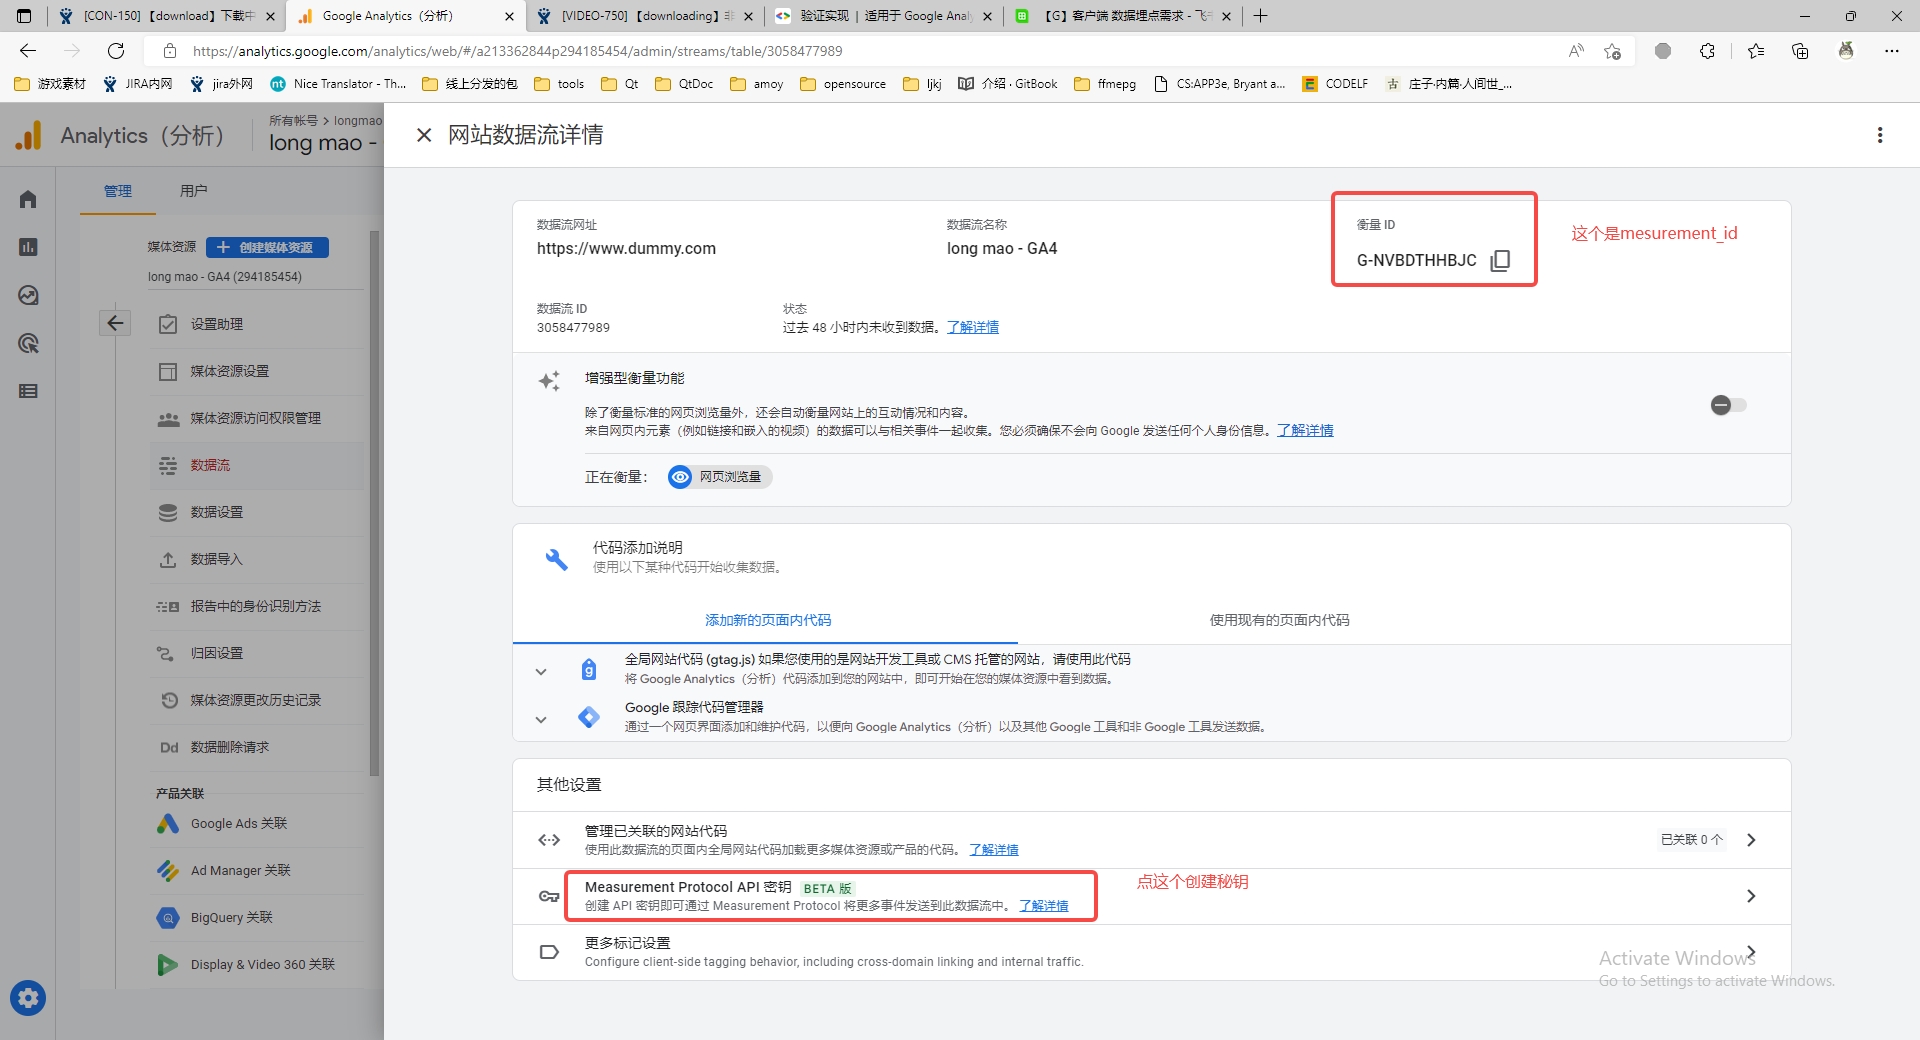 [CON-150]【download】下载中
Google Analytics (分析)
[VIDEO-750]【downloading】
验证实现 | 适用于 Google Anal
【G】客户端 数据埋点需求 - 飞
https://analytics.google.com/analytics/web/#/a213362844p294185454/admin/streams/table/3058477989
游戏素材
JIRA内网
jira外网
Nice Translator - Th...
线上分发的包
tools
Qt
QtDoc
amoy
opensource
ljkj
介绍 · GitBook
ffmepg
CS:APP3e, Bryant a...
CODELF
庄子·内篇·人间世_...
Analytics（分析）
所有帐号 > longmao
long mao -
网站数据流详情
管理
用户
媒体资源
创建媒体资源
long mao - GA4 (294185454)
设置助理
媒体资源设置
媒体资源访问权限管理
数据流
数据设置
数据导入
报告中的身份识别方法
归因设置
媒体资源更改历史记录
Dd 数据删除请求
产品关联
Google Ads 关联
Ad Manager 关联
BigQuery 关联
Display & Video 360 关联
数据流网址
https://www.dummy.com
数据流名称
long mao - GA4
衡量 ID
G-NVBDTHHBJC
这个是mesurement_id
数据流 ID
3058477989
状态
过去 48 小时内未收到数据。了解详情
增强型衡量功能
除了衡量标准的网页浏览量外，还会自动衡量网站上的互动情况和内容。
来自网页内元素（例如链接和嵌入的视频）的数据可以与相关事件一起收集。您必须确保不会向 Google 发送任何个人身份信息。了解详情
正在衡量：
网页浏览量
代码添加说明
使用以下某种代码开始收集数据。
添加新的页面内代码
使用现有的页面内代码
全局网站代码 (gtag.js) 如果您使用的是网站开发工具或 CMS 托管的网站，请使用此代码
将 Google Analytics（分析）代码添加到您的网站中，即可开始在您的媒体资源中看到数据。
Google 跟踪代码管理器
通过一个网页界面添加和维护代码，以便向 Google Analytics（分析）以及其他 Google 工具和非 Google 工具发送数据。
其他设置
管理已关联的网站代码
使用此数据流的页面内全局网站代码加载更多媒体资源或产品的代码。 了解详情
已关联 0 个
Measurement Protocol API 密钥 BETA 版
创建 API 密钥即可通过 Measurement Protocol 将更多事件发送到此数据流中。 了解详情
点这个创建秘钥
更多标记设置
Configure client-side tagging behavior, including cross-domain linking and internal traffic.
Activate Windows
Go to Settings to activate Windows.